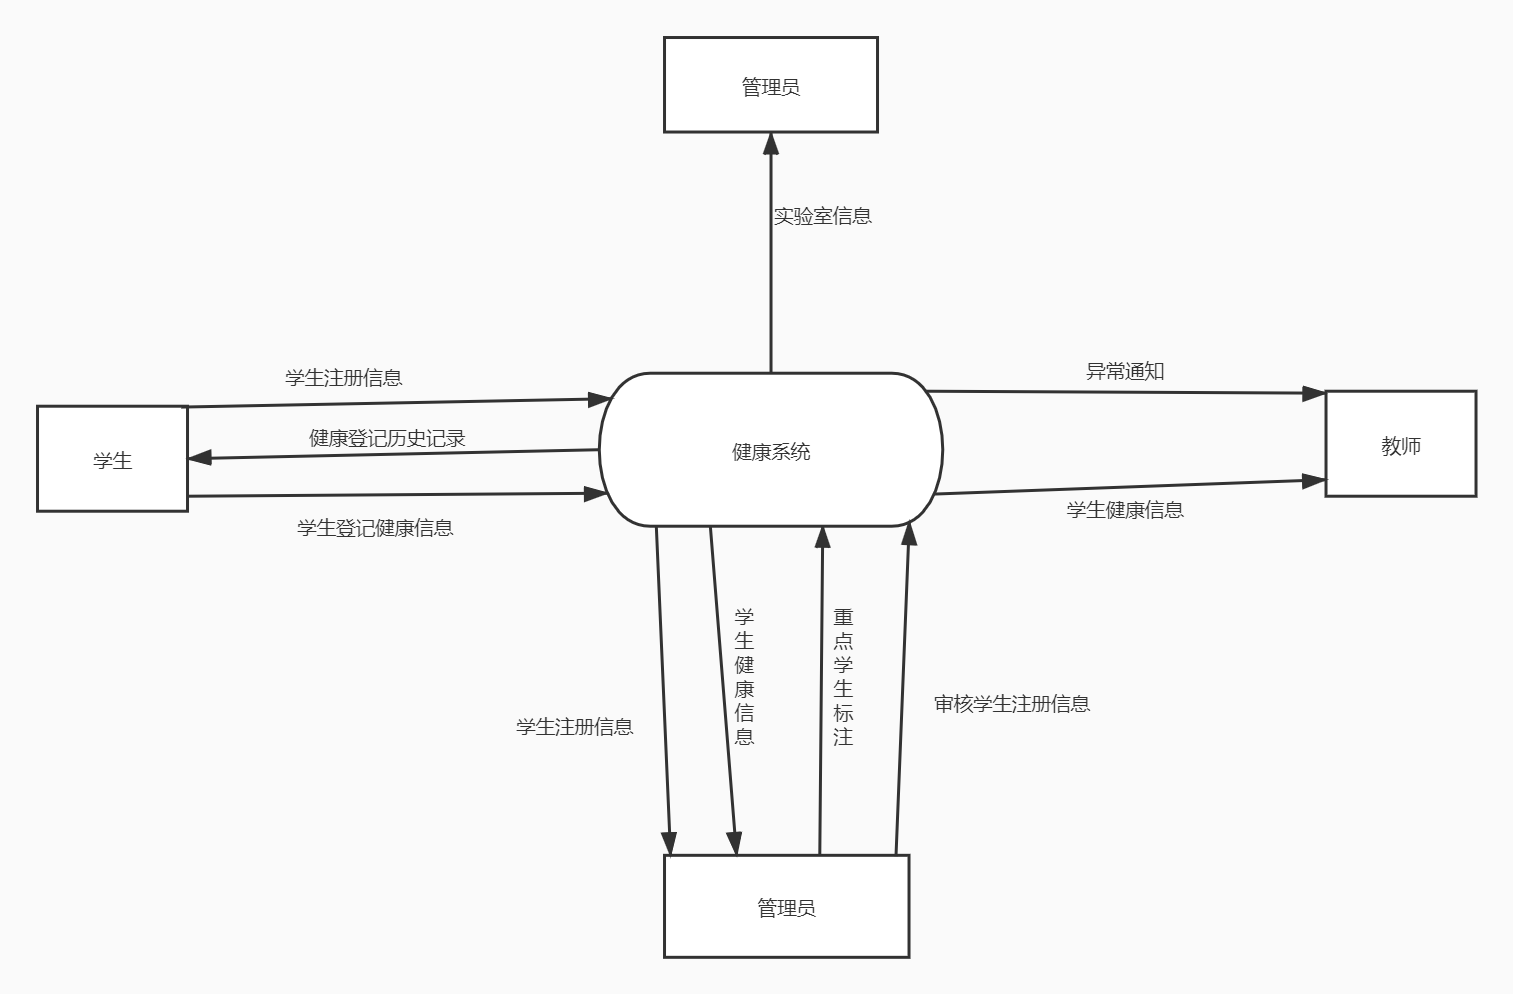 管理员
实验室信息
学生注册信息
异常通知
健康登记历史记录
学生
健康系统
教师
学生登记健康信息
学生健康信息
学生注册信息
学生健康信息
重点学生标注
审核学生注册信息
管理员